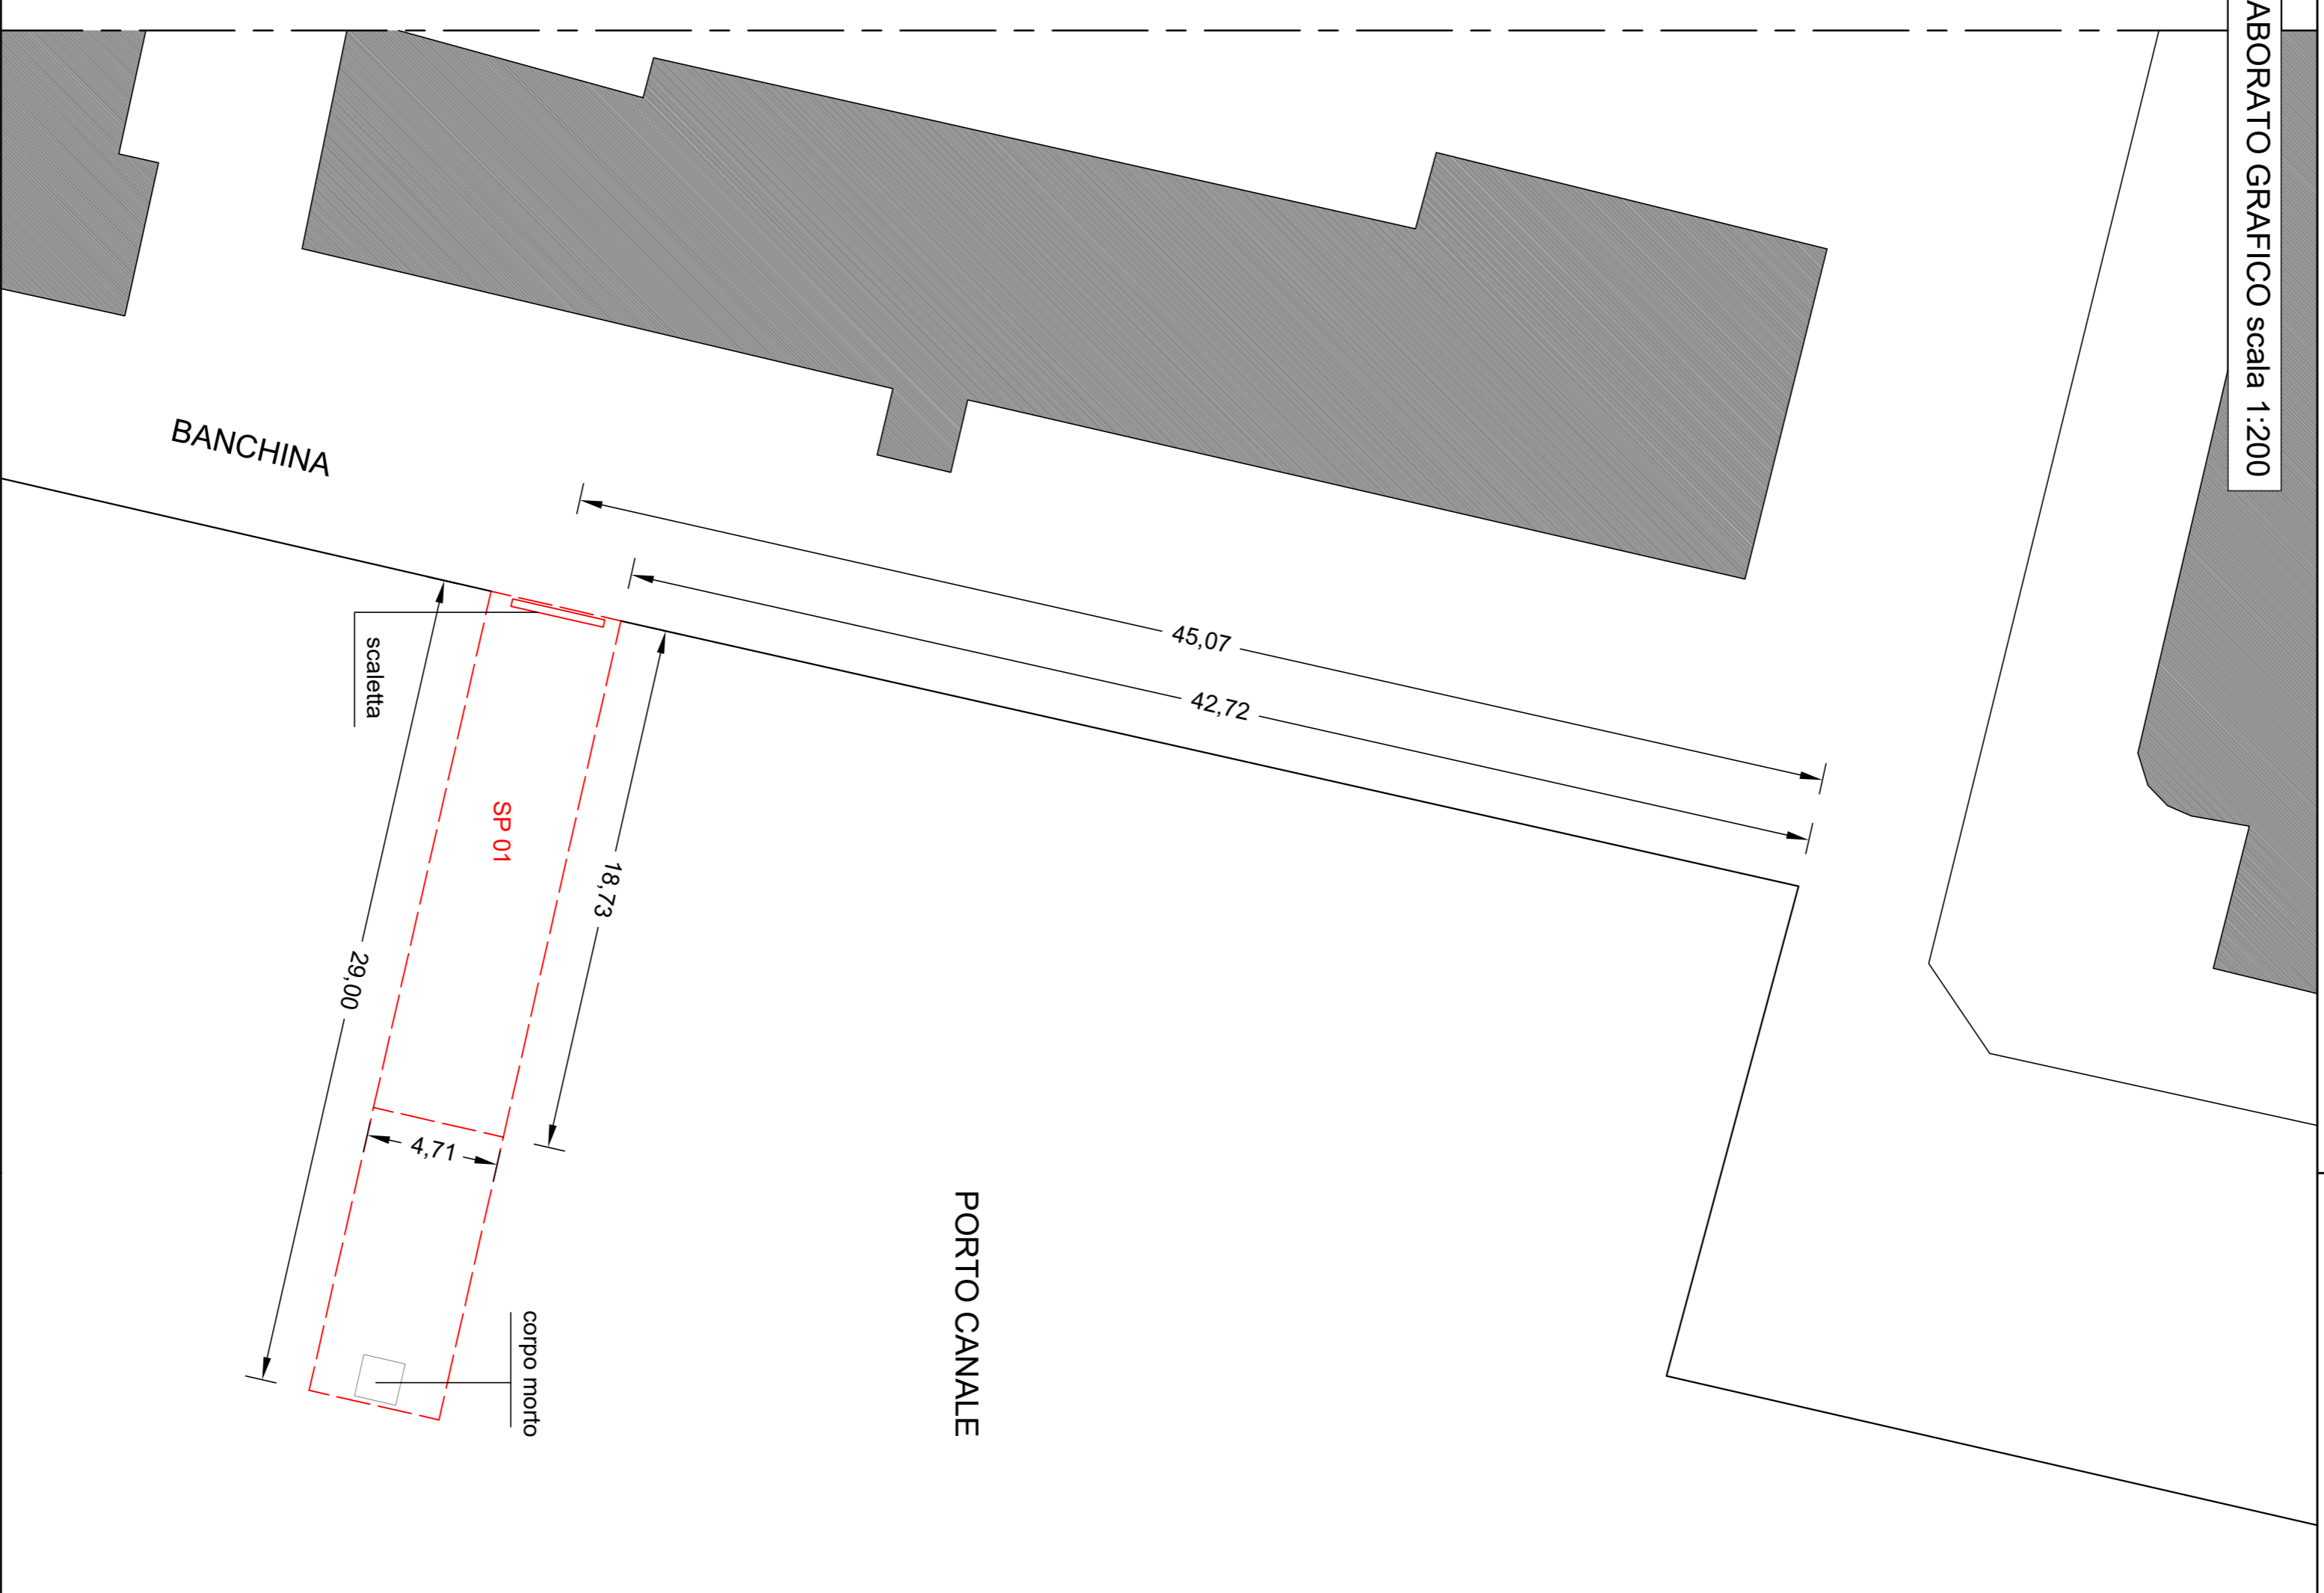 ABORATO GRAFICO scala 1:200
BANCHINA
45,07
42,72
scaletta
SP 01
18,73
29,00
4,71
PORTO CANALE
corpo morto